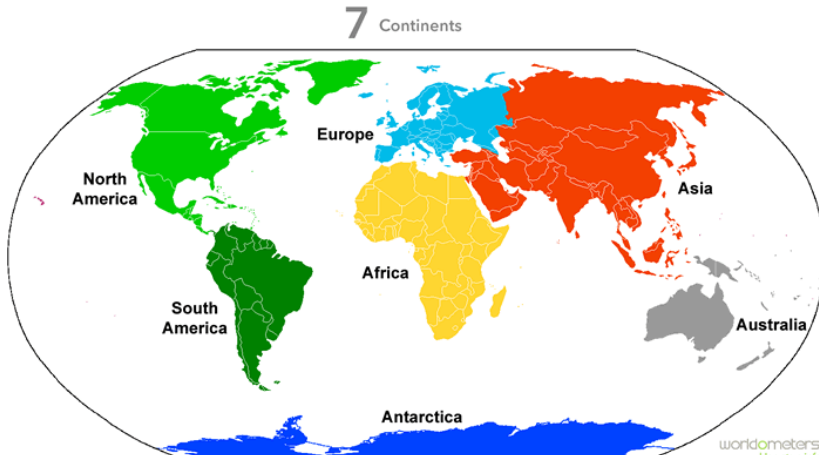 7 Continents
Europe
North
America
Asia
Africa
South
America
Australia
Antarctica
worldometers